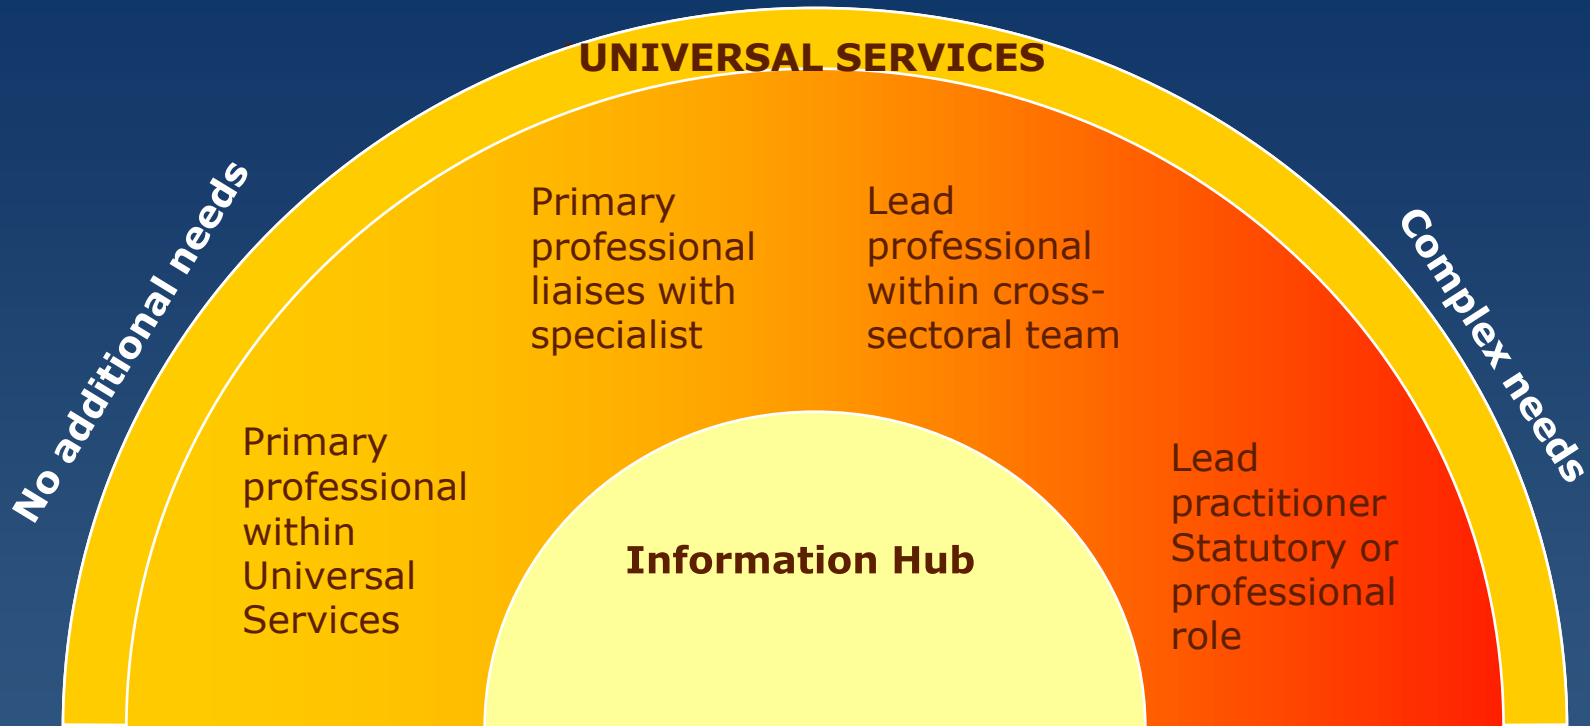 UNIVERSAL SERVICES
No additional needs
Primary
professional
within
Universal
Services
Primary
professional
liaises with
specialist
Lead
professional
within cross-
sectoral team
Lead
practitioner
Statutory or
professional
role
Complex needs
Information Hub